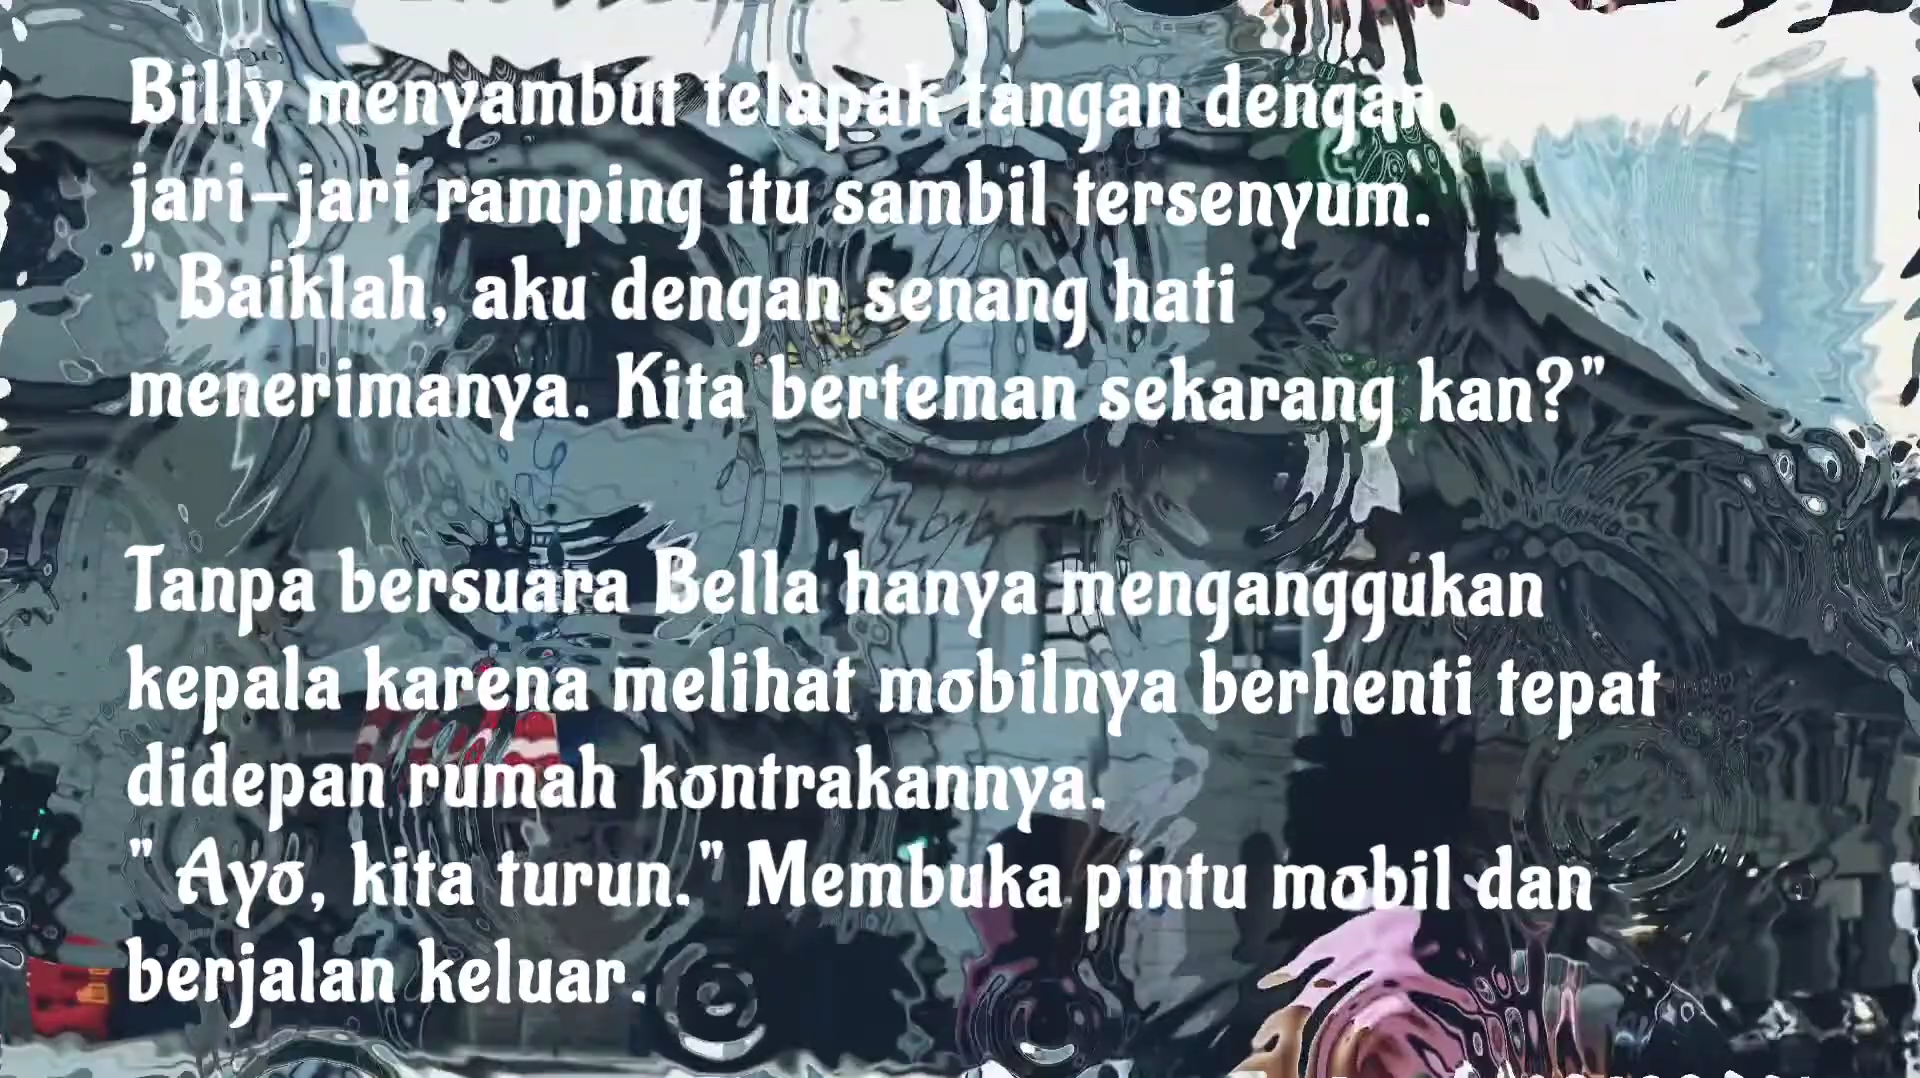 Billy menyambut telapak tangan dengan
jari-jari ramping itu sambil tersenyum.
" Baiklah, aku dengan senang hati
menerimanya. Kita berteman sekarang kan?"
Tanpa bersuara Bella hanya menganggukan
kepala karena melihat mobilnya berhenti tepat
didepan rumah kontrakannya.
" Ayo, kita turun." Membuka pintu mobil dan
berjalan keluar.